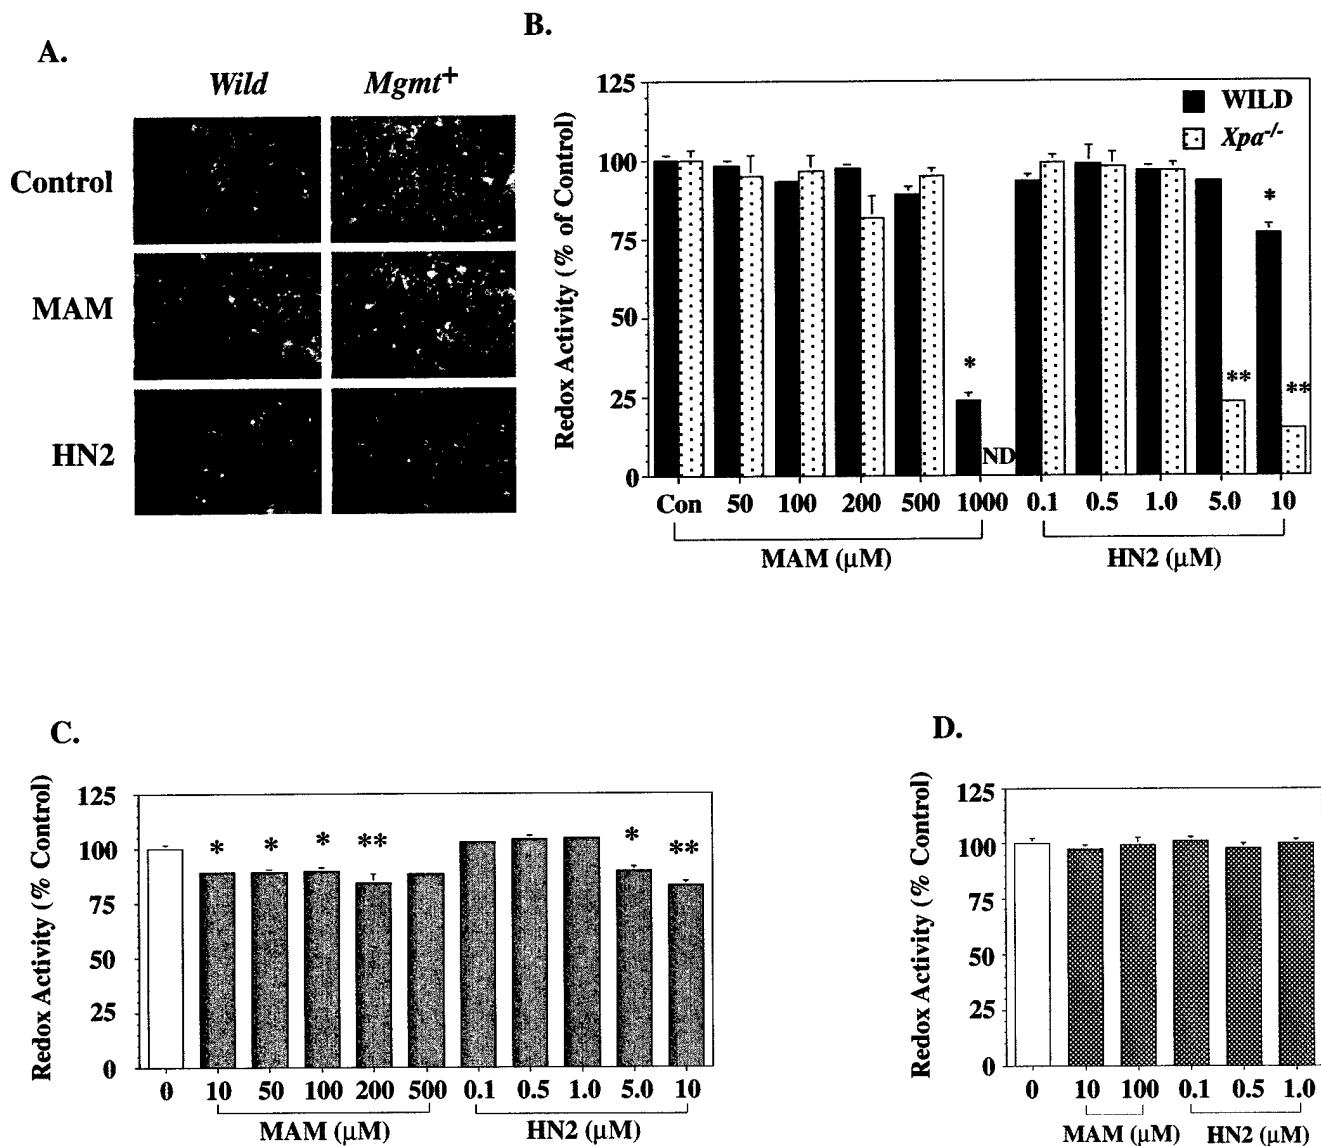 A.
Wild Mgmt+
Control
MAM
HN2
B.
Redox Activity (% of Control)
125
100
75
50
25
0
WILD
Xpa-/-
*
ND
**
*
**
Con 50 100 200 500 1000 0.1 0.5 1.0 5.0 10
MAM (µM) HN2 (µM)
C.
Redox Activity (% Control)
125
100
75
50
25
0
* * * ** * **
0 10 50 100 200 500 0.1 0.5 1.0 5.0 10
MAM (µM) HN2 (µM)
D.
Redox Activity (% Control)
125
100
75
50
25
0
0 10 100 0.1 0.5 1.0
MAM (µM) HN2 (µM)